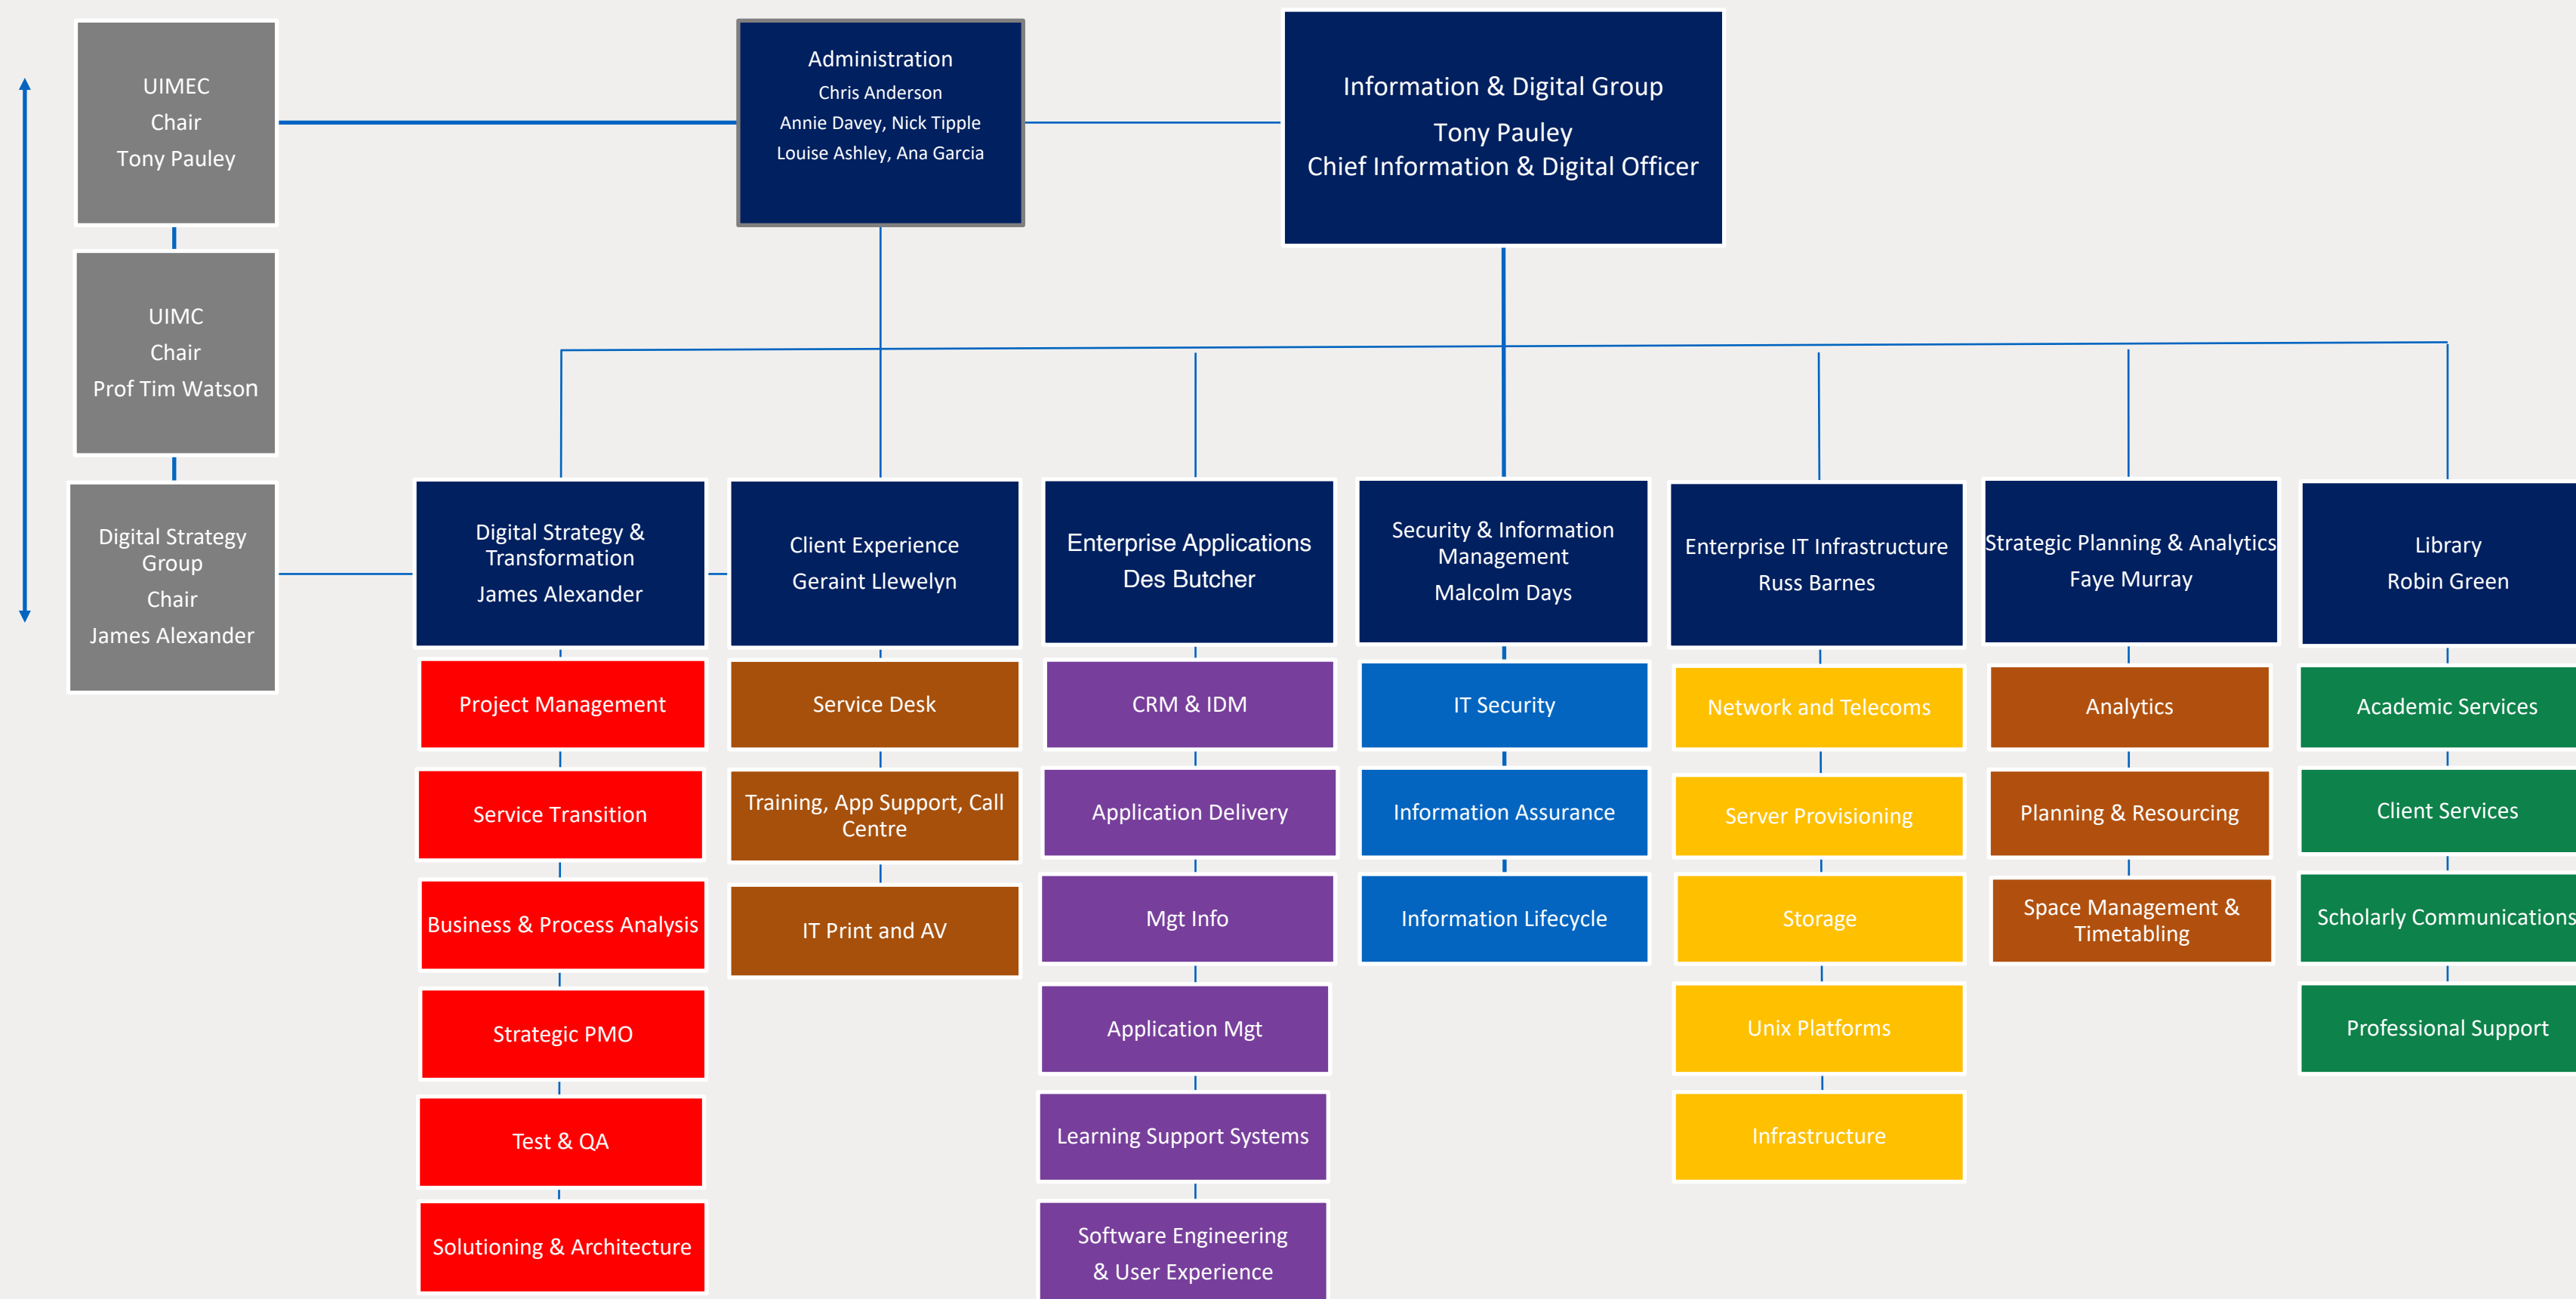 UIMEC
Chair
Tony Pauley
Administration
Chris Anderson
Annie Davey, Nick Tipple
Louise Ashley, Ana Garcia
Information & Digital Group
Tony Pauley
Chief Information & Digital Officer
UIMC
Chair
Prof Tim Watson
Digital Strategy
Group
Chair
James Alexander
Digital Strategy &
Transformation
James Alexander
Client Experience
Geraint Llewelyn
Enterprise Applications
Des Butcher
Security & Information
Management
Malcolm Days
Enterprise IT Infrastructure
Russ Barnes
Strategic Planning & Analytics
Faye Murray
Library
Robin Green
Project Management
Service Transition
Business & Process Analysis
Strategic PMO
Test & QA
Solutioning & Architecture
Service Desk
Training, App Support, Call
Centre
IT Print and AV
CRM & IDM
Application Delivery
Mgt Info
Application Mgt
Learning Support Systems
Software Engineering
& User Experience
IT Security
Information Assurance
Information Lifecycle
Network and Telecoms
Server Provisioning
Storage
Unix Platforms
Infrastructure
Analytics
Planning & Resourcing
Space Management &
Timetabling
Academic Services
Client Services
Scholarly Communications
Professional Support